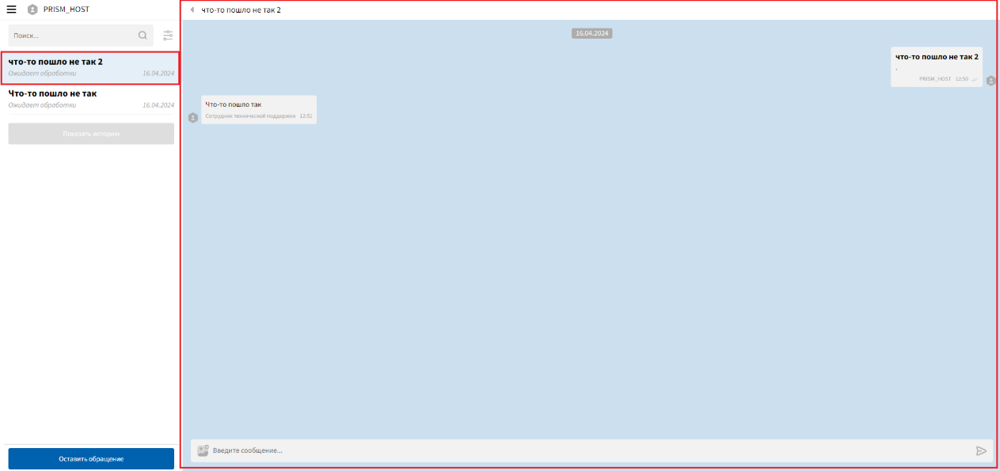 PRISM_HOST
Поиск...
что-то пошло не так 2
Ожидает обработки 16.04.2024
Что-то пошло не так
Ожидает обработки 16.04.2024
Показать историю
Оставить обращение
что-то пошло не так 2
16.04.2024
что-то пошло не так 2
.
PRISM_HOST 12:50
Что-то пошло так
Сотрудник технической поддержки 12:51
Введите сообщение...